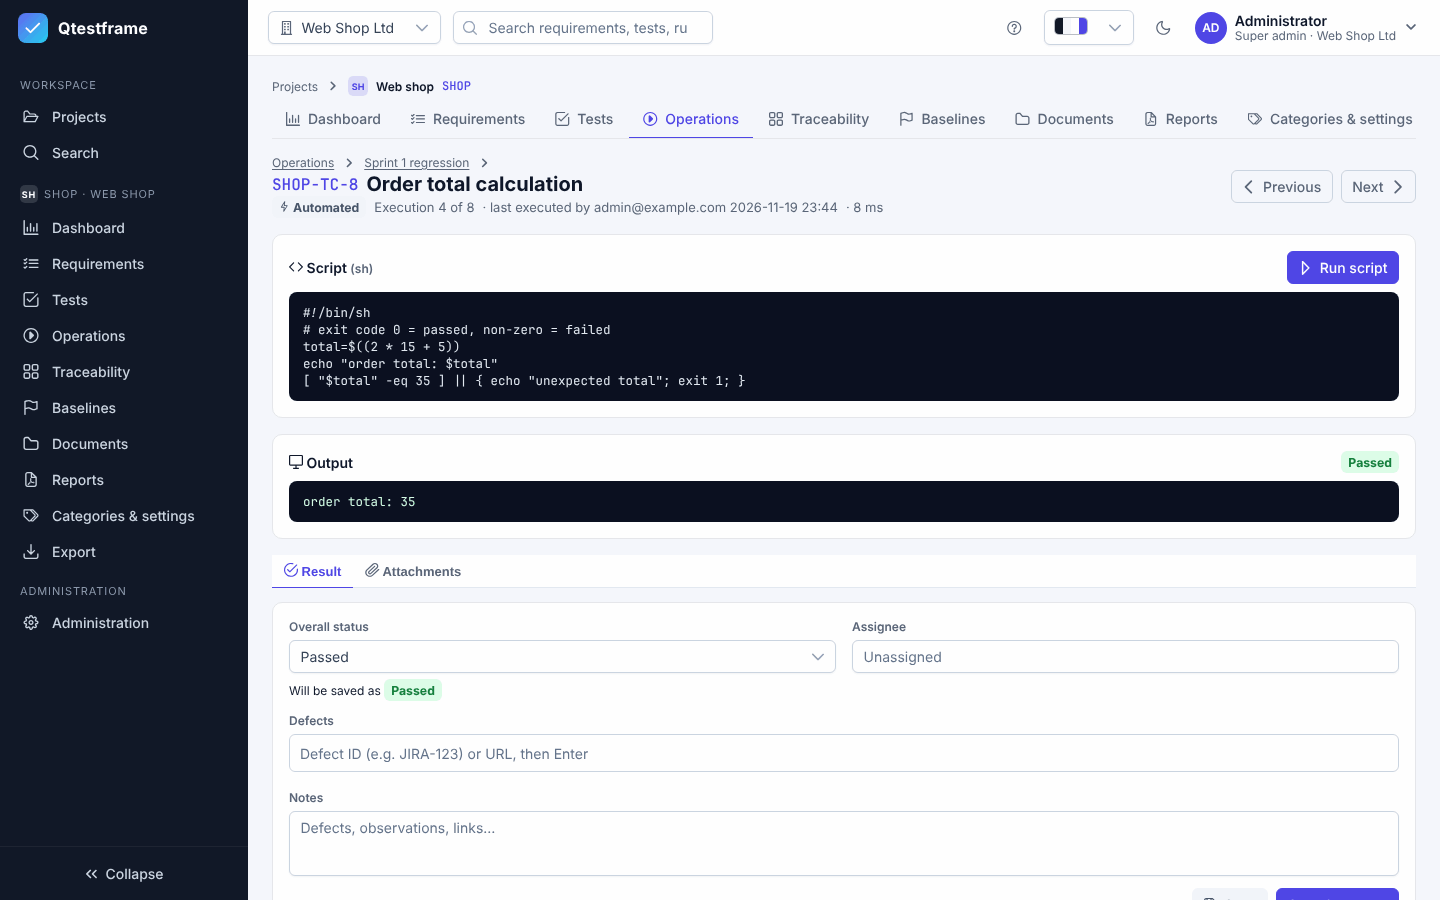 Qtestframe
Web Shop Ltd
Search requirements, tests, ru
AD
Administrator
Super admin · Web Shop Ltd
WORKSPACE
Projects
Search
SH SHOP · WEB SHOP
Dashboard
Requirements
Tests
Operations
Traceability
Baselines
Documents
Reports
Categories & settings
Export
ADMINISTRATION
Administration
Collapse
Projects
SH Web shop SHOP
Dashboard
Requirements
Tests
Operations
Traceability
Baselines
Documents
Reports
Categories & settings
Operations
Sprint 1 regression
SHOP-TC-8 Order total calculation
Previous
Next
Automated Execution 4 of 8 · last executed by admin@example.com 2026-11-19 23:44 · 8 ms
Script (sh)
Run script
#!/bin/sh
# exit code 0 = passed, non-zero = failed
total=$((2 * 15 + 5))
echo "order total: $total"
[ "$total" -eq 35 ] || { echo "unexpected total"; exit 1; }
Output
Passed
order total: 35
Result
Attachments
Overall status
Assignee
Passed
Unassigned
Will be saved as Passed
Defects
Defect ID (e.g. JIRA-123) or URL, then Enter
Notes
Defects, observations, links...